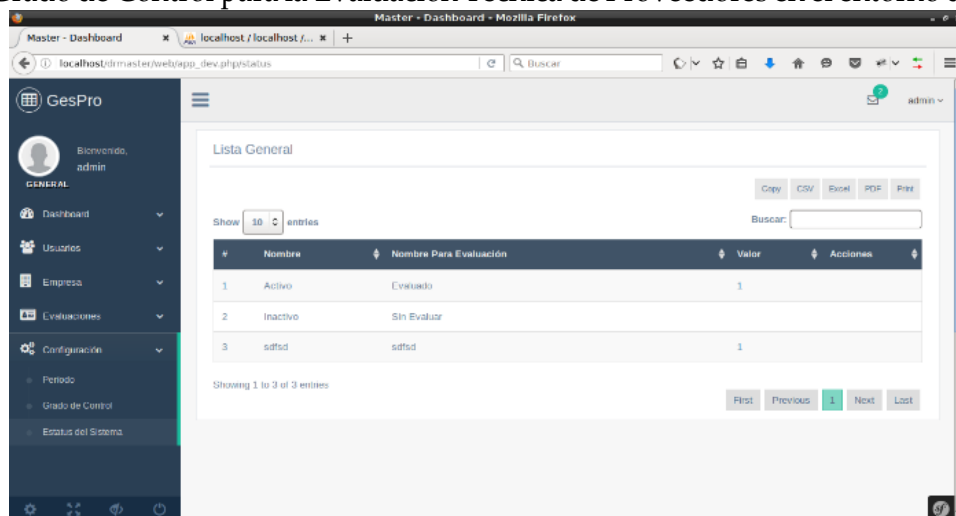 Grado de Control para la Evaluación Técnica de Proveedores en el entorno
Master - Dashboard - Mozilla Firefox
Master - Dashboard × localhost / localhost /... × +
localhost/drmaster/web/app_dev.php/status Buscar
GesPro
7 admin
Bienvenido,
admin
GENERAL
Dashboard
Usuarios
Empresa
Evaluaciones
Configuración
Periodo
Grado de Control
Estatus del Sistema
Lista General
Copy CSV Excel PDF Print
Show 10 entries Buscar:
# Nombre Nombre Para Evaluación Valor Acciones
1 Activo Evaluado 1
2 Inactivo Sin Evaluar
3 sdfsd sdfsd 1
Showing 1 to 3 of 3 entries
First Previous 1 Next Last